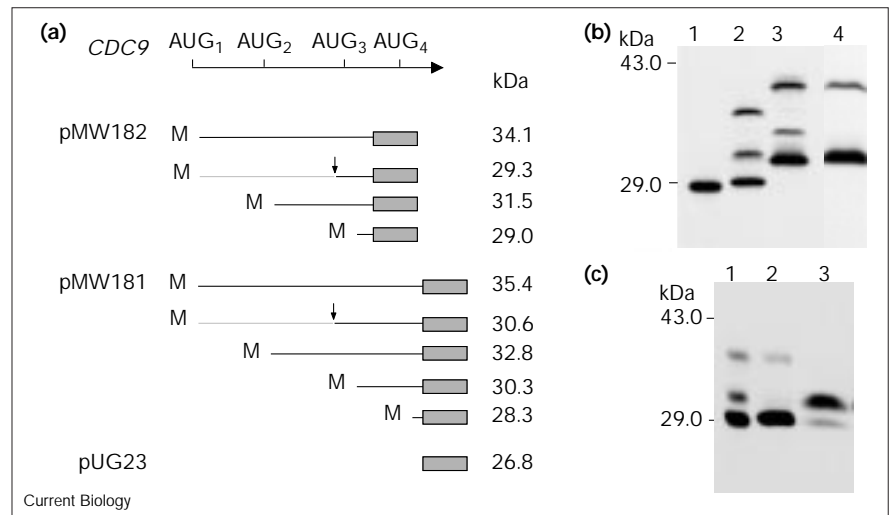 (a)
CDC9 AUG₁ AUG₂ AUG₃ AUG₄
kDa
pMW182 M 34.1
M 29.3
M 31.5
M 29.0
pMW181 M 35.4
M 30.6
M 32.8
M 30.3
M 28.3
pUG23 26.8
Current Biology
(b)
kDa 1 2 3 4
43.0
29.0
(c)
kDa 1 2 3
43.0
29.0